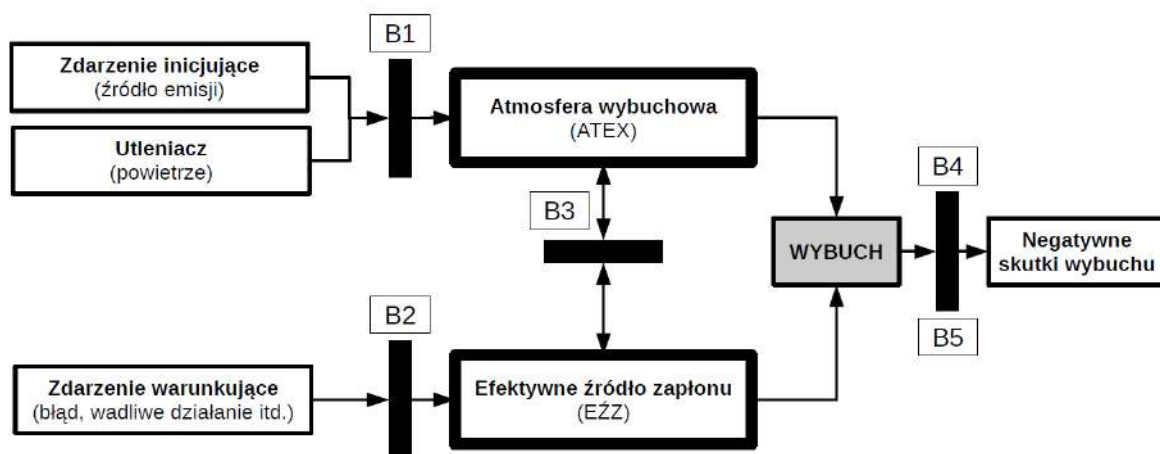 B1
Zdarzenie inicjujące
(źródło emisji)
Atmosfera wybuchowa
(ATEX)
Utleniacz
(powietrze)
B3
B4
WYBUCH
Negatywne
skutki wybuchu
B2
B5
Zdarzenie warunkujące
(błąd, wadliwe działanie itd.)
Efektywne źródło zapłonu
(EŹZ)